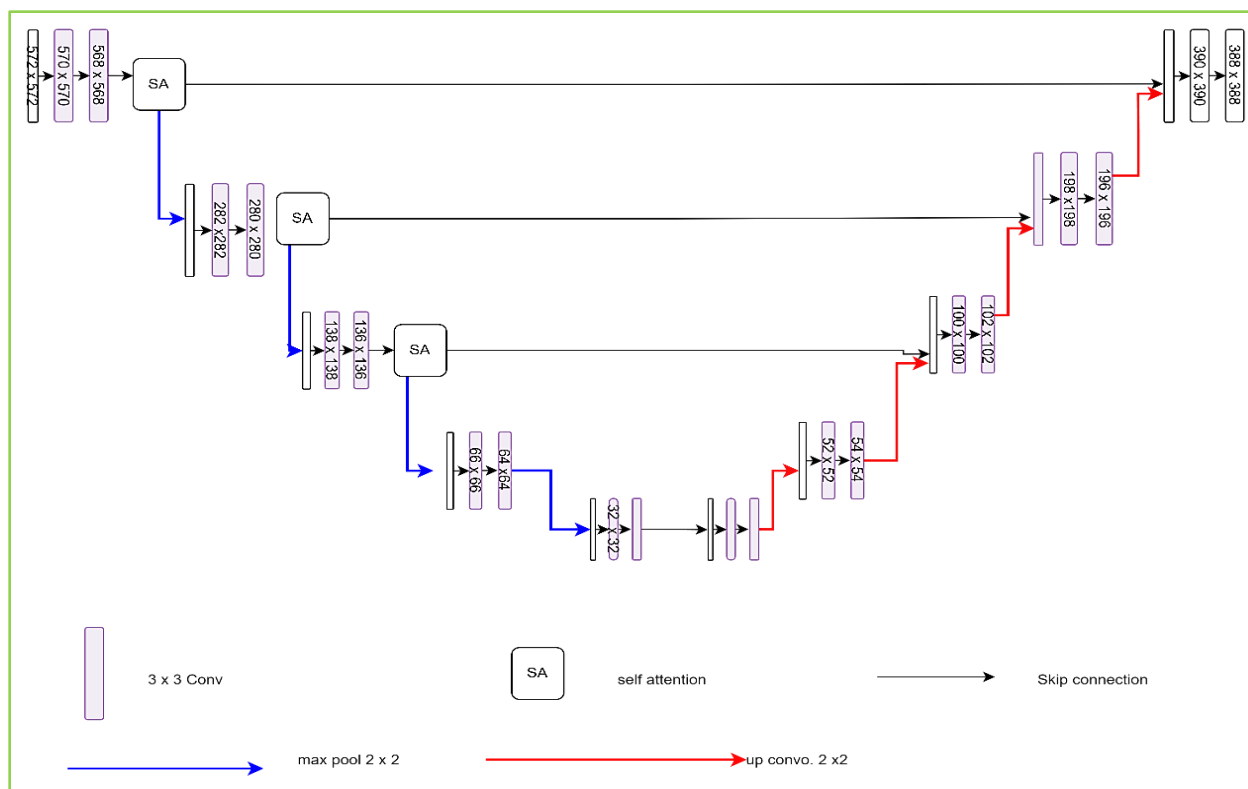 572 x 572
570 x 570
568 x 568
SA
390 x 390
388 x 388
282 x282
280 x 280
SA
198 x198
196 x 196
138 x 138
136 x 136
SA
100 x 100
102 x 102
66 x 66
64 x64
52 x 52
54 x 54
32 x 32
3 x 3 Conv
SA
self attention
Skip connection
max pool 2 x 2
up convo. 2 x2